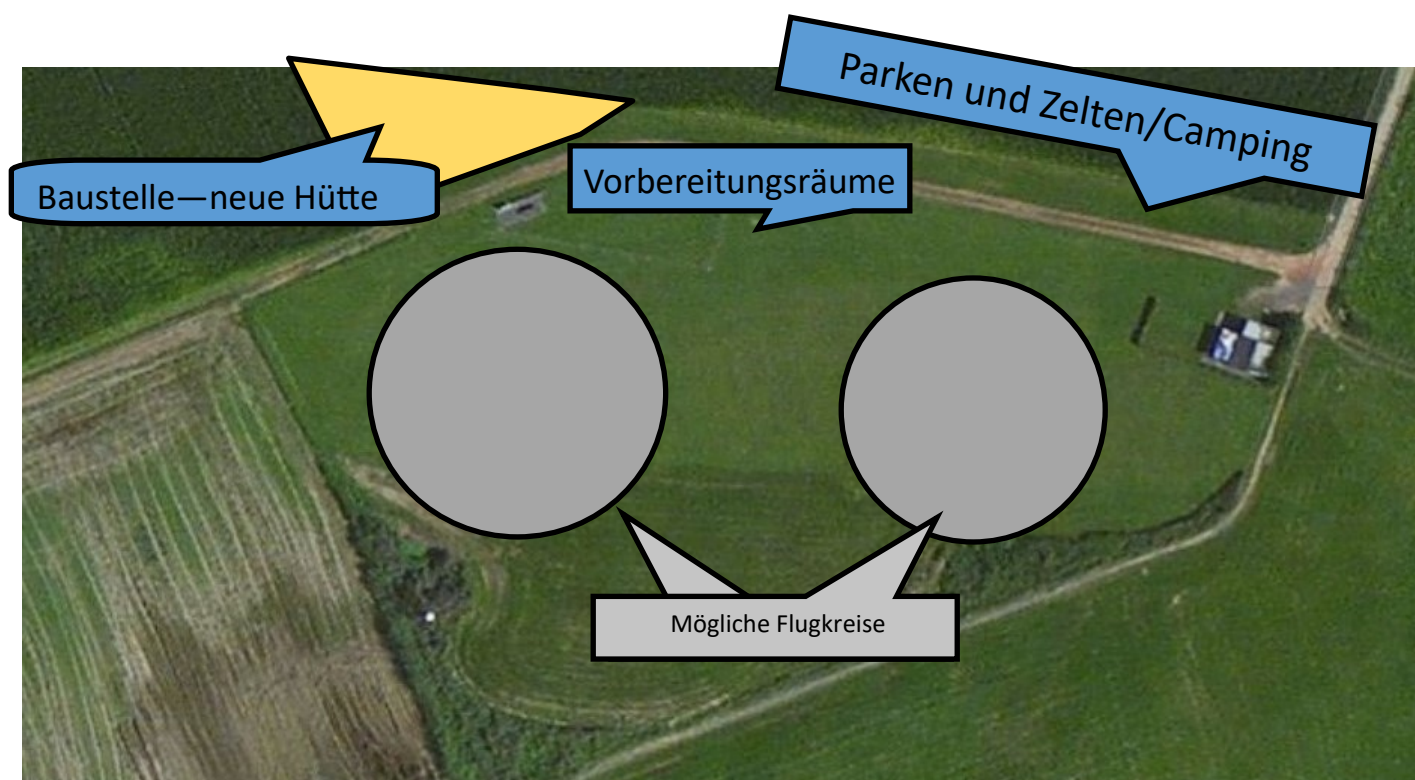 Parken und Zelten/Camping
Baustelle—neue Hütte
Vorbereitungsräume
Mögliche Flugkreise